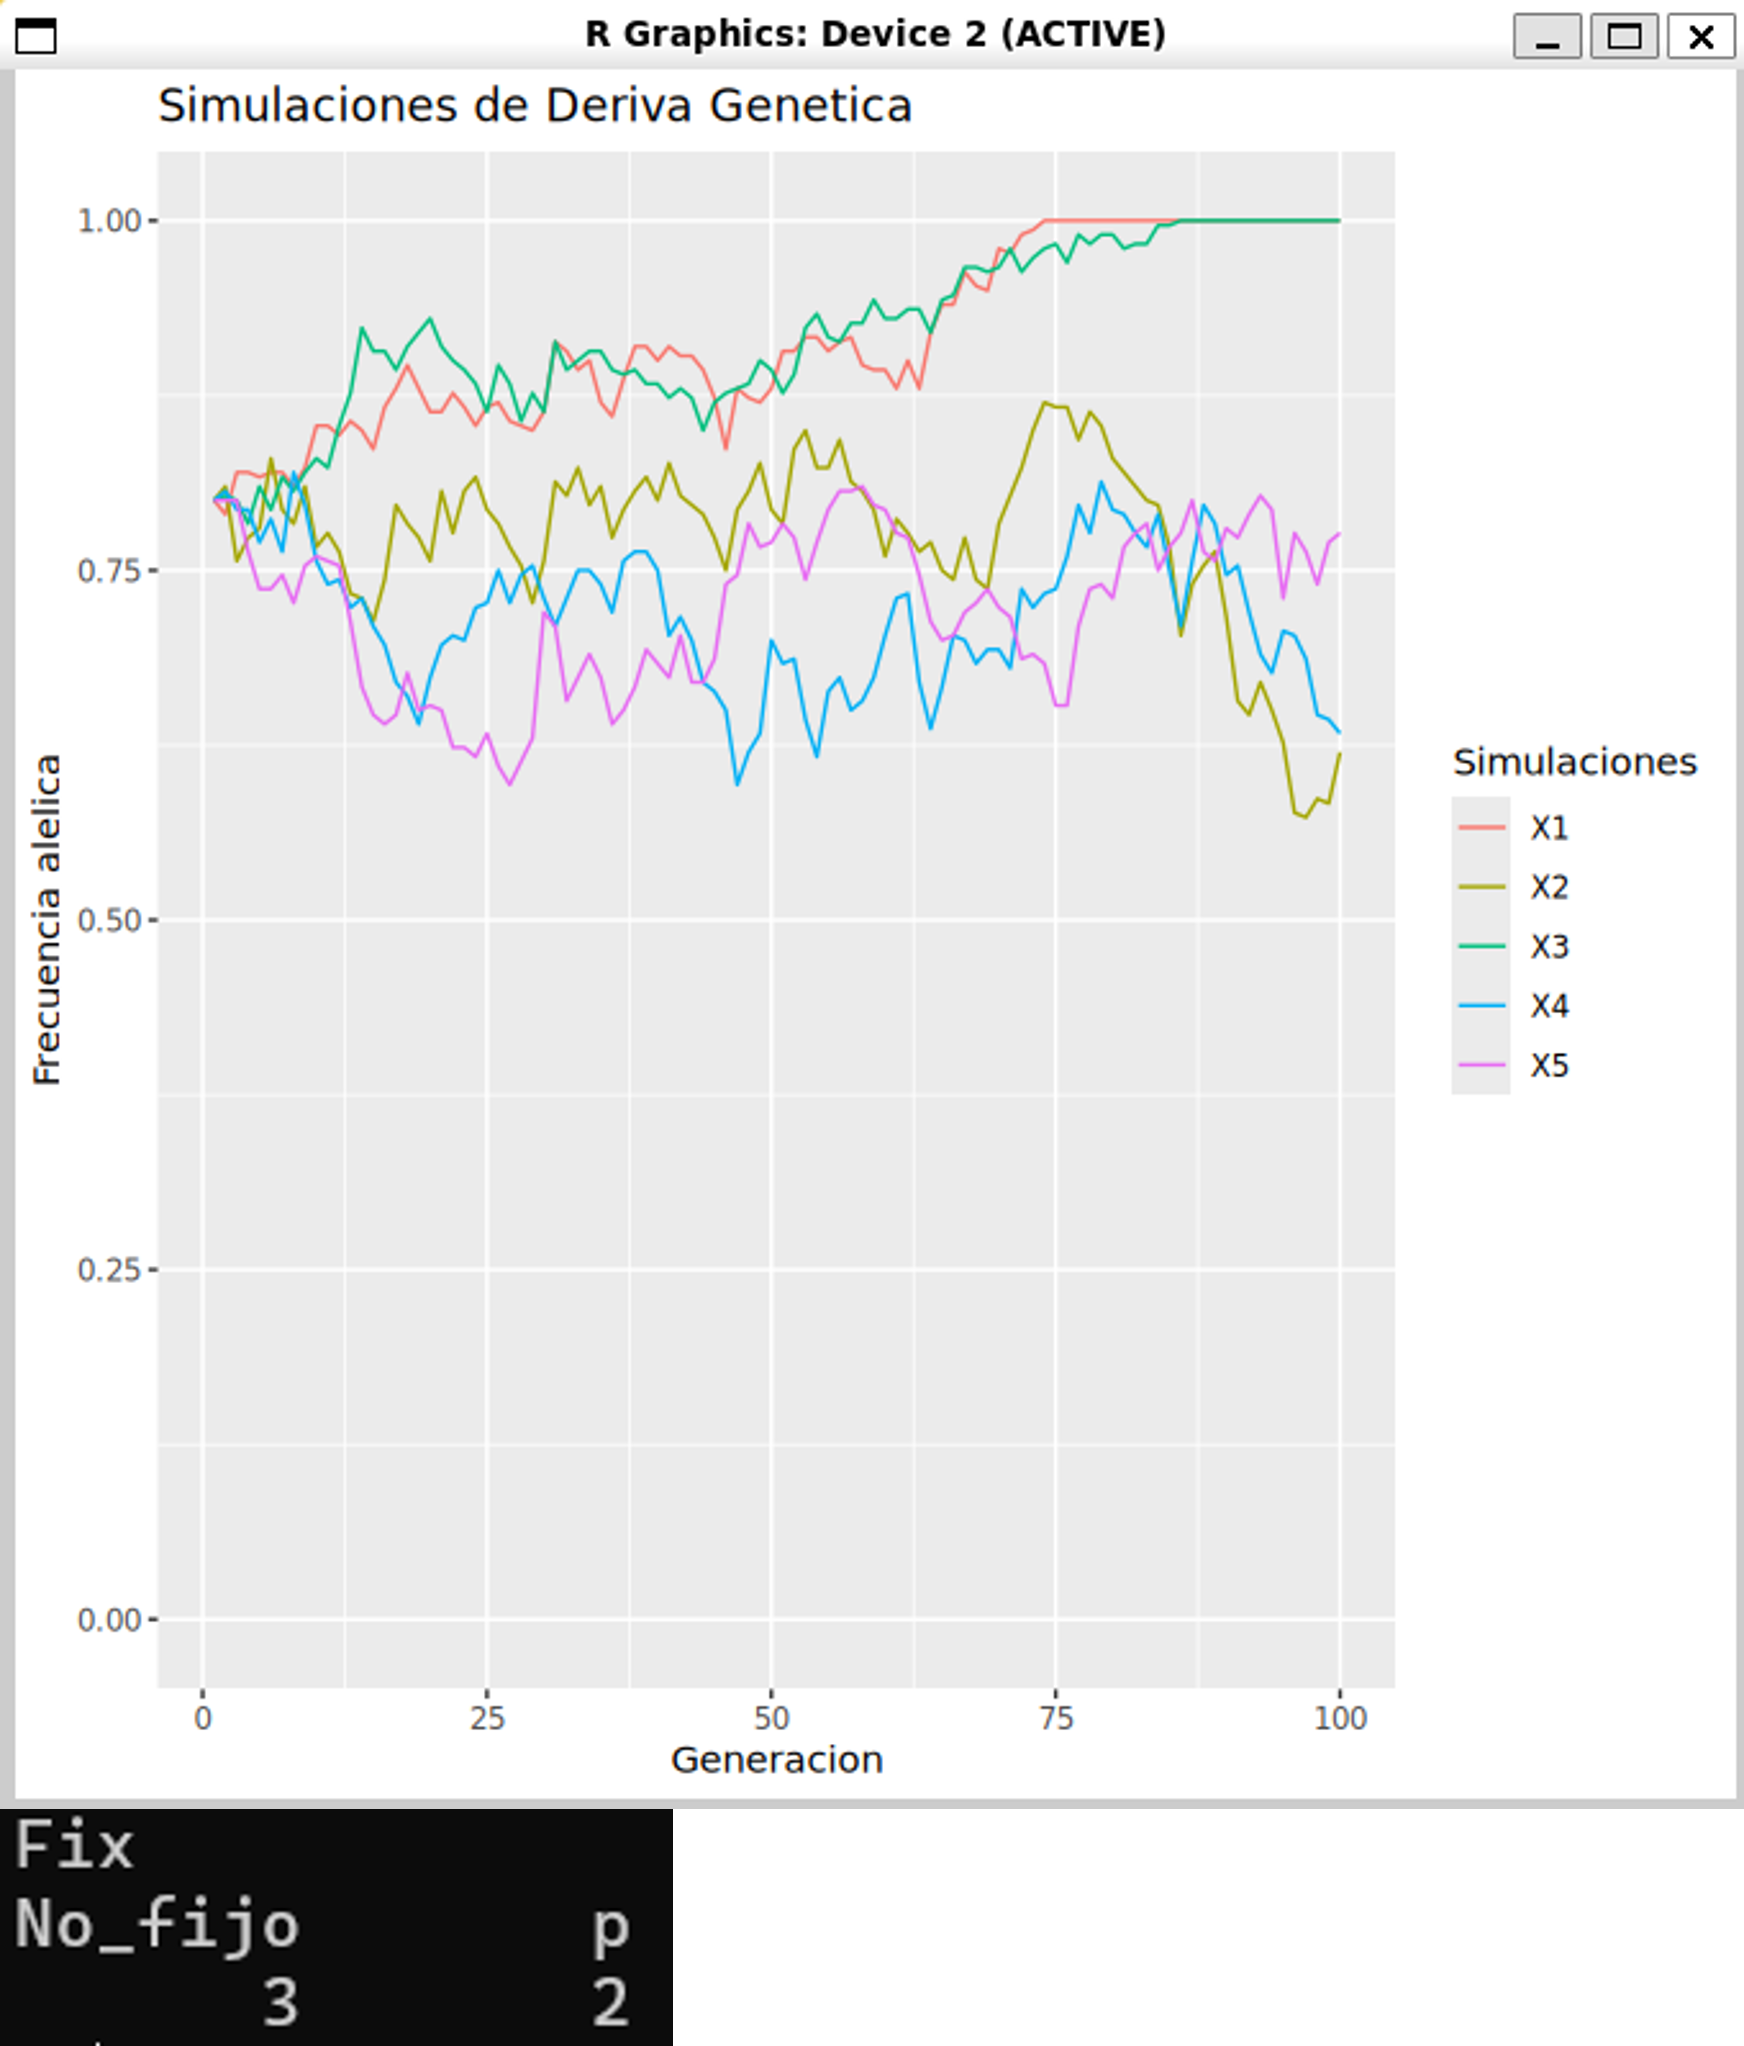 R Graphics: Device 2 (ACTIVE)
Simulaciones de Deriva Genetica
1.00
0.75
0.50
0.25
0.00
Frecuencia alelica
0 25 50 75 100
Generacion
Simulaciones
X1
X2
X3
X4
X5
Fix
No_fijo p
3 2